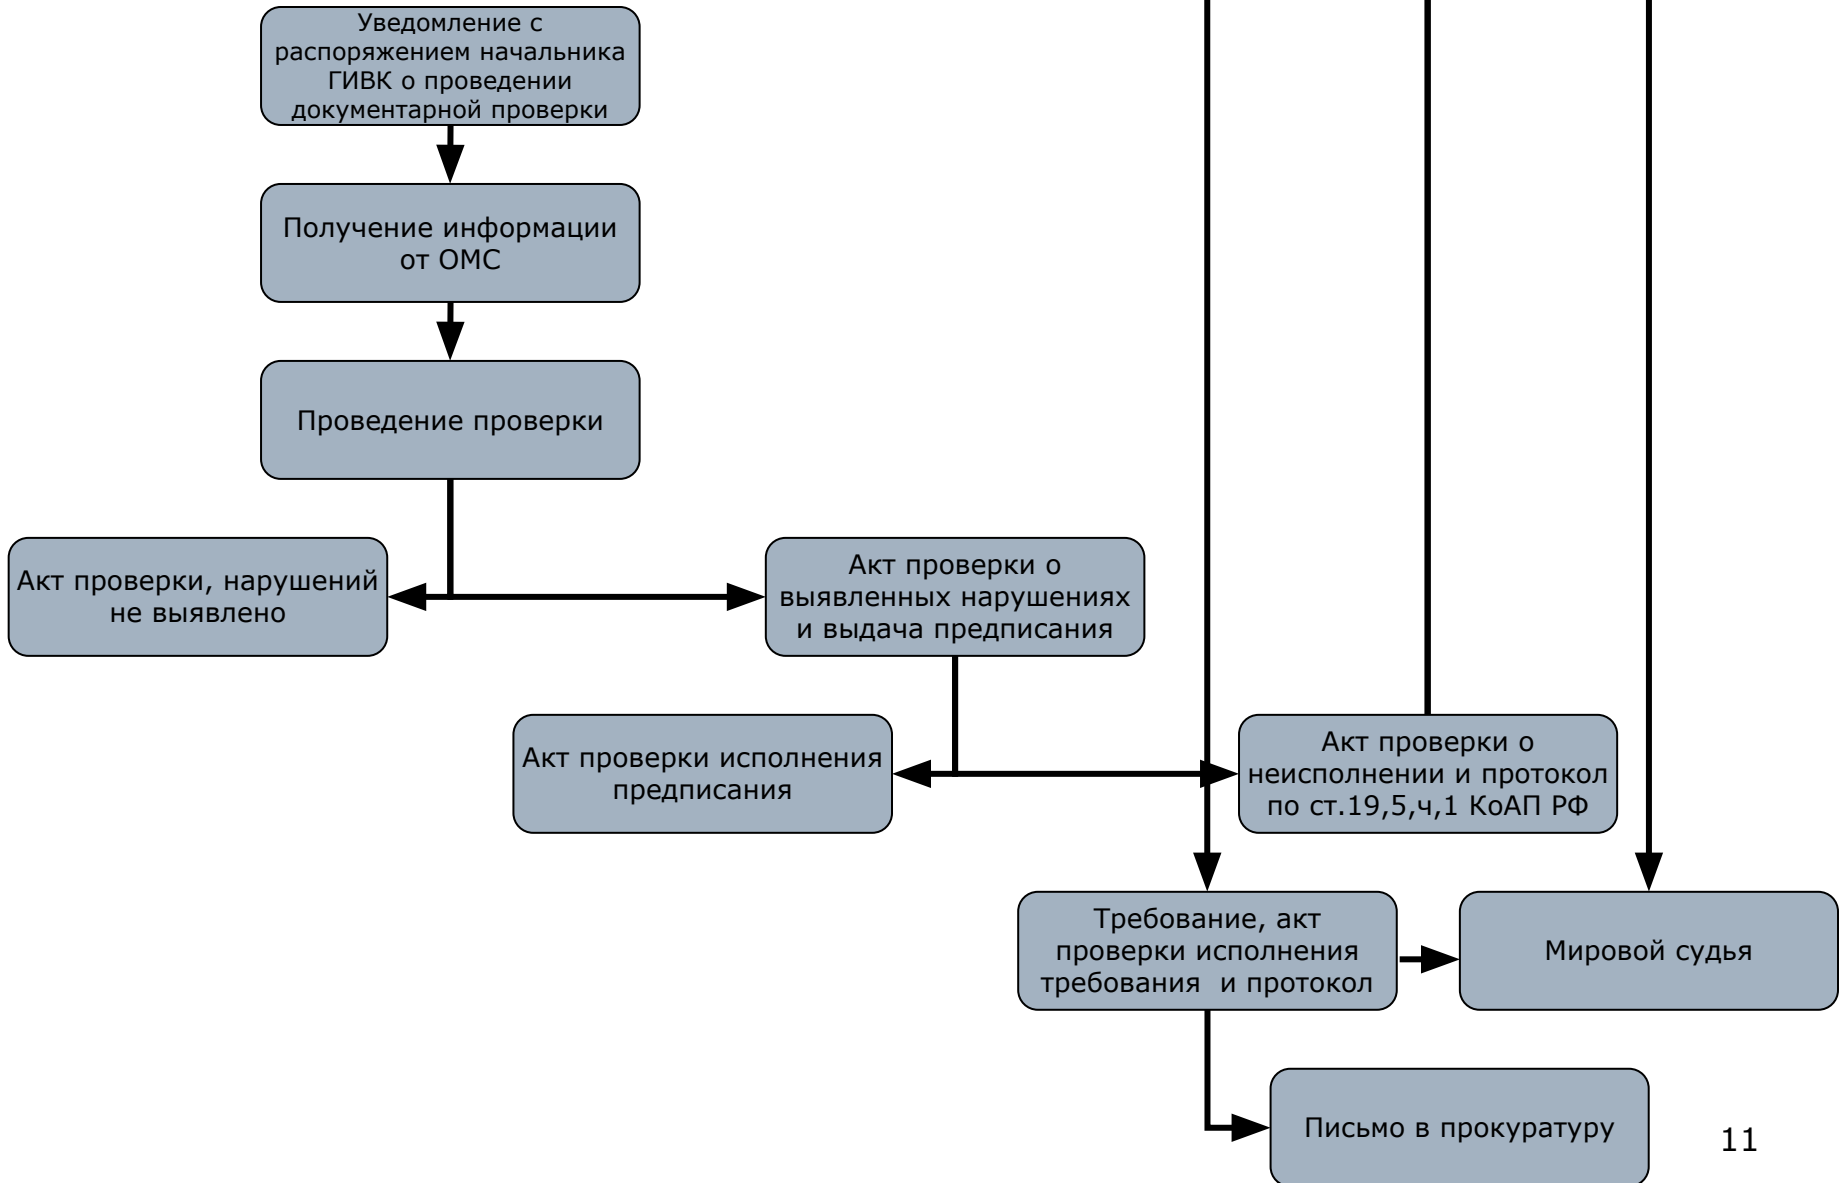 Уведомление с
распоряжением начальника
ГИВК о проведении
документарной проверки
Получение информации
от ОМС
Проведение проверки
Акт проверки, нарушений
не выявлено
Акт проверки о
выявленных нарушениях
и выдача предписания
Акт проверки исполнения
предписания
Акт проверки о
неисполнении и протокол
по ст.19,5,ч,1 КоАП РФ
Требование, акт
проверки исполнения
требования  и протокол
Мировой судья
Письмо в прокуратуру
11